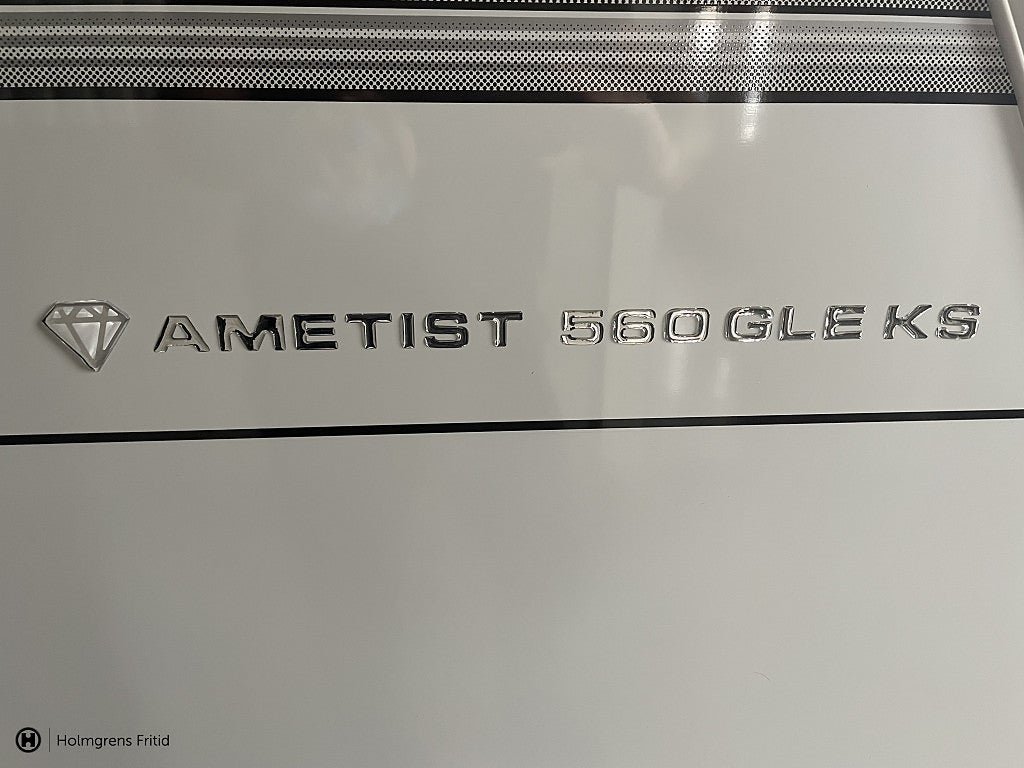 AMETIST 560 GLE KS
H Holmgrens Fritid